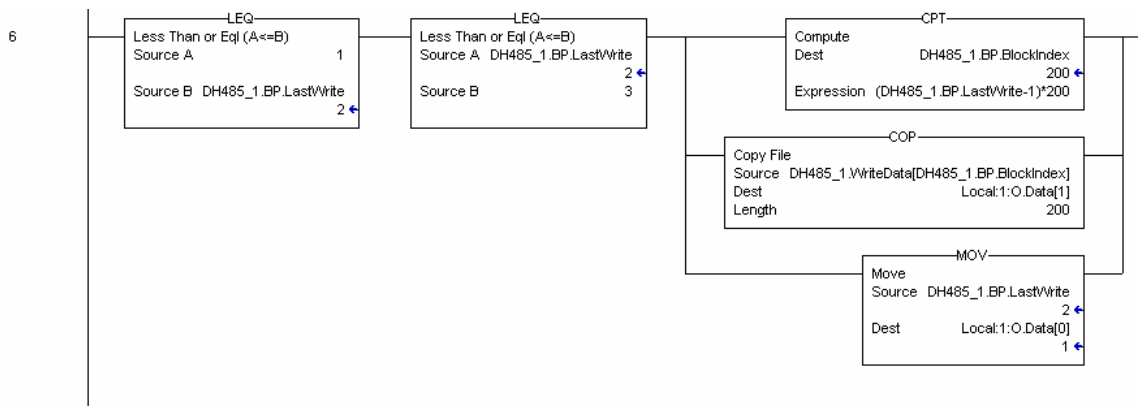 6
LEQ
Less Than or Eql (A<=B)
Source A 1
Source B DH485_1.BP.LastWrite
2
LEQ
Less Than or Eql (A<=B)
Source A DH485_1.BP.LastWrite
2
Source B 3
CPT
Compute
Dest DH485_1.BP.BlockIndex
200
Expression (DH485_1.BP.LastWrite-1)*200
COP
Copy File
Source DH485_1.WriteData[DH485_1.BP.BlockIndex]
Dest Local:1:O.Data[1]
Length 200
MOV
Move
Source DH485_1.BP.LastWrite
2
Dest Local:1:O.Data[0]
1